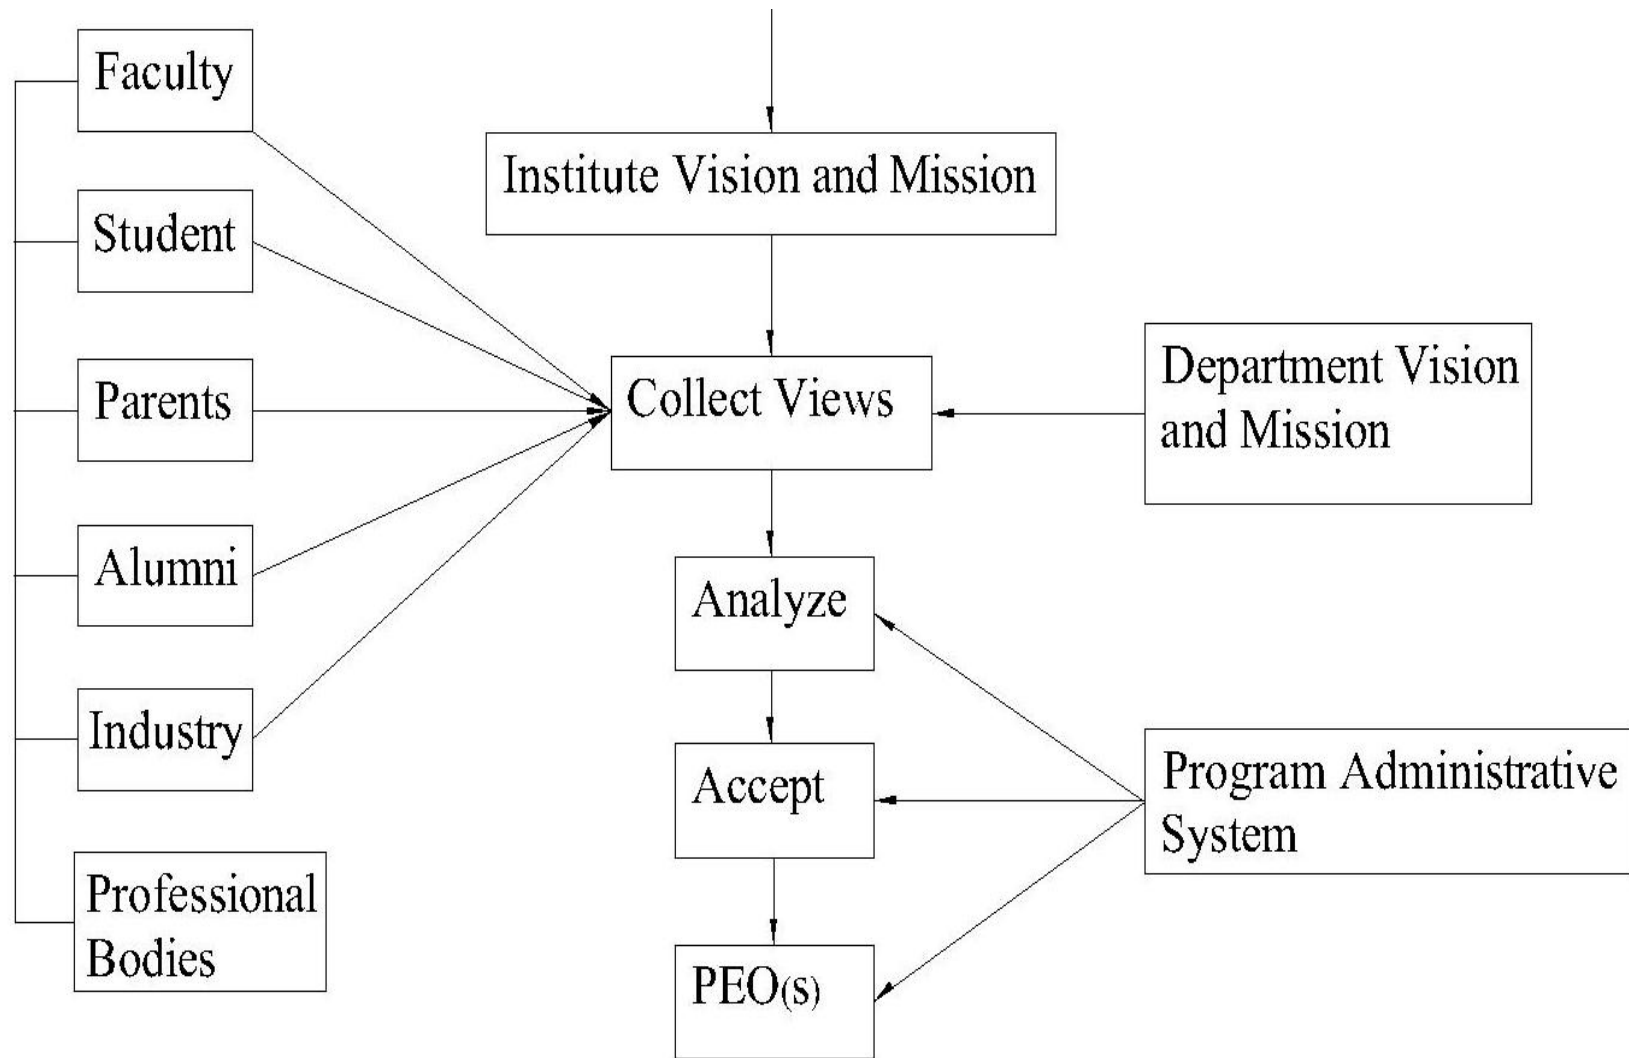 Faculty
Student
Parents
Alumni
Industry
Professional
Bodies
Institute Vision and Mission
Collect Views
Analyze
Accept
PEO(s)
Department Vision
and Mission
Program Administrative
System